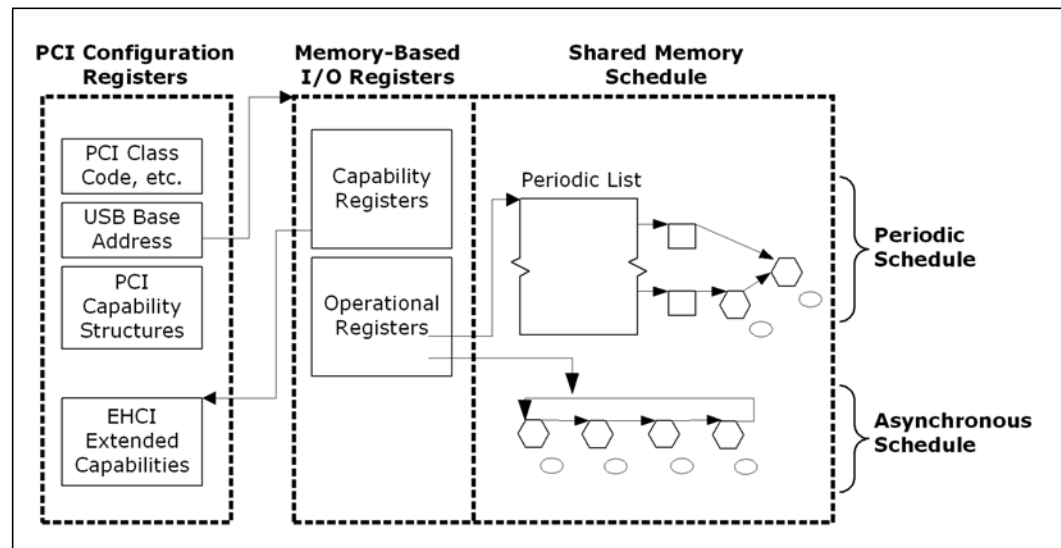 PCI Configuration
Registers
Memory-Based
I/O Registers
Shared Memory
Schedule
PCI Class
Code, etc.
USB Base
Address
PCI
Capability
Structures
EHCI
Extended
Capabilities
Capability
Registers
Operational
Registers
Periodic List
Periodic
Schedule
Asynchronous
Schedule